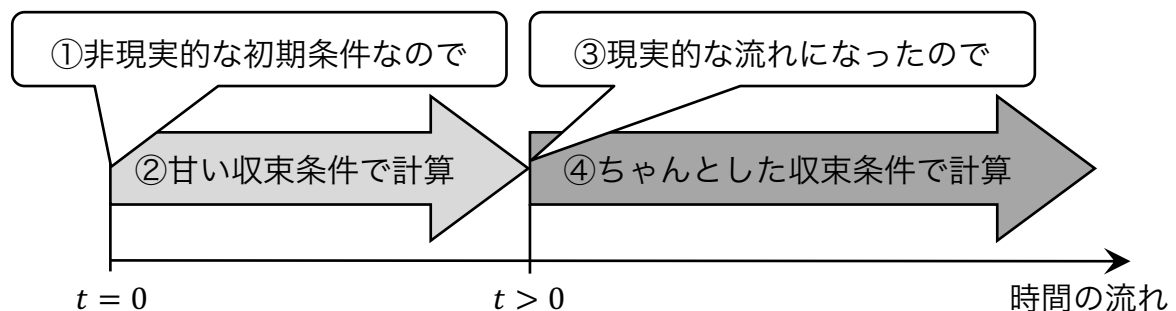 ①非現実的な初期条件なので
③現実的な流れになったので
②甘い収束条件で計算
④ちゃんとした収束条件で計算
t = 0
t > 0
時間の流れ